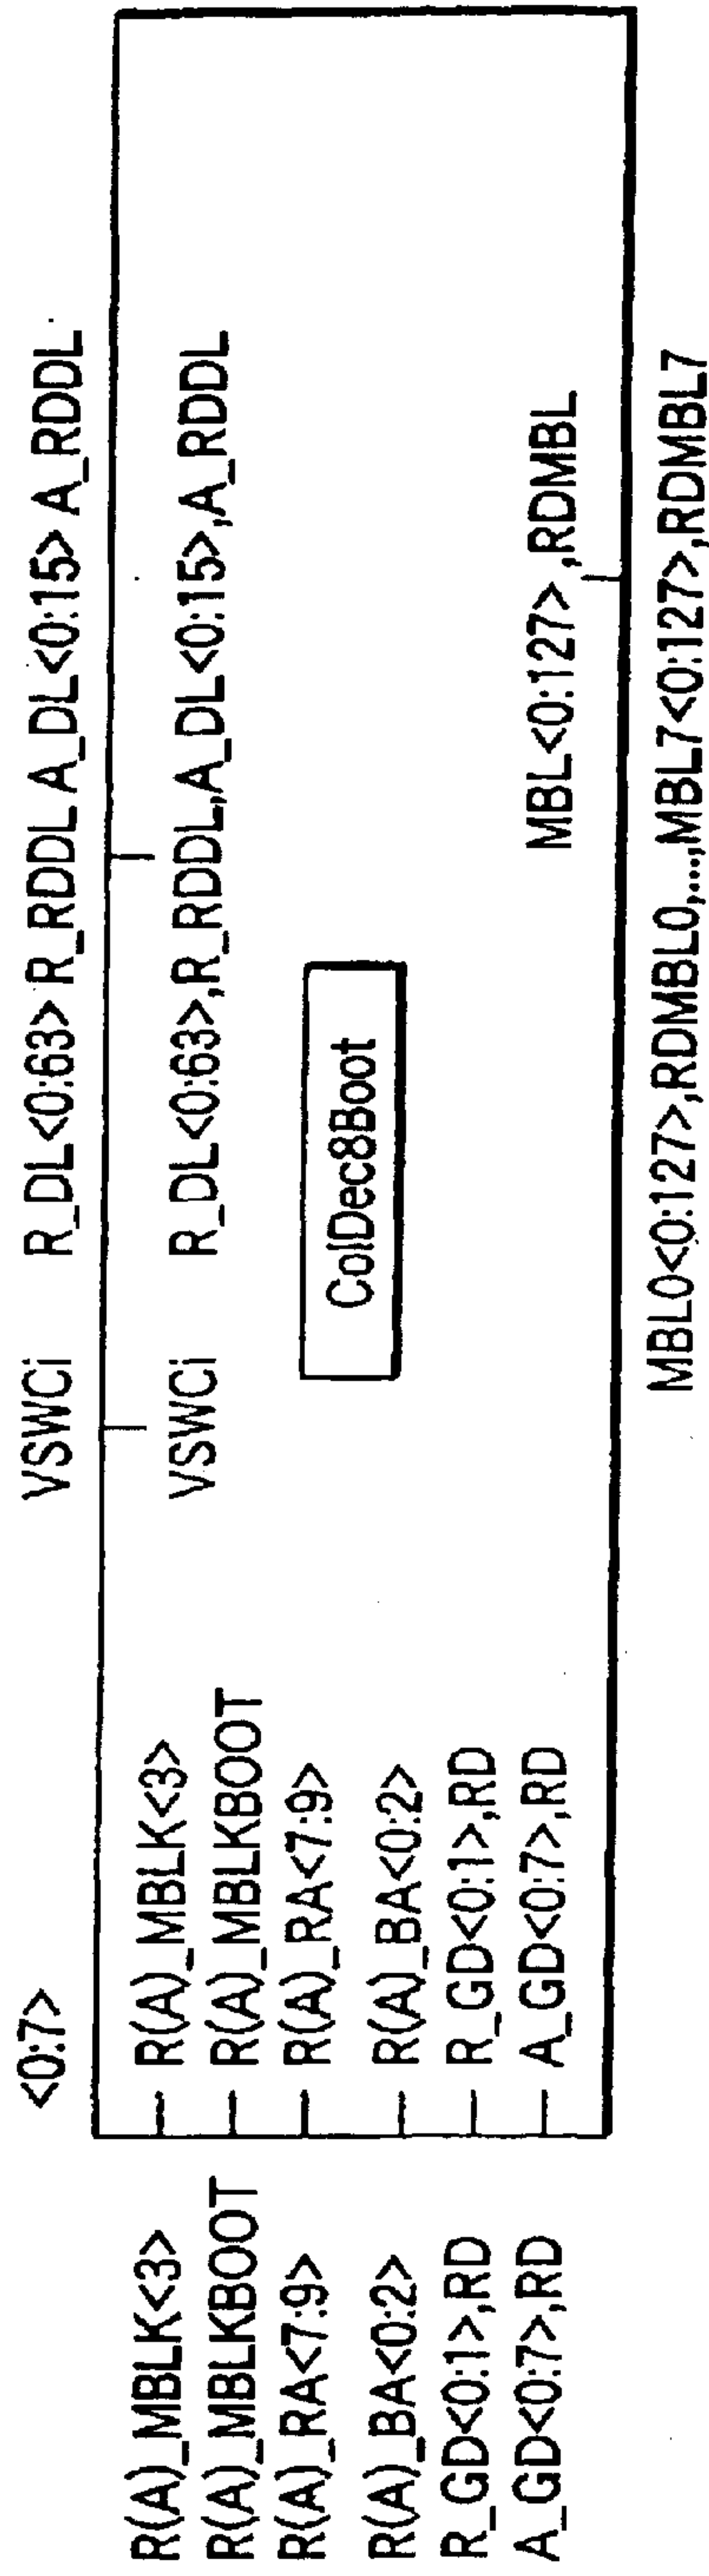 <0:7>
VSWCi
R_DL<0:63> R_RDDL A_DL<0:15> A_RDDL
VSWCi
R_DL<0:63>,R_RDDL,A_DL<0:15>,A_RDDL
R(A)_MBLK<3>
R(A)_MBLKBOOT
R(A)_RA<7:9>
R(A)_BA<0:2>
R_GD<0:1>,RD
A_GD<0:7>,RD
R(A)_MBLK<3>
R(A)_MBLKBOOT
R(A)_RA<7:9>
R(A)_BA<0:2>
R_GD<0:1>,RD
A_GD<0:7>,RD
ColDec8Boot
MBL<0:127>,RDMBL
MBL0<0:127>,RDMBL0,...,MBL7<0:127>,RDMBL7